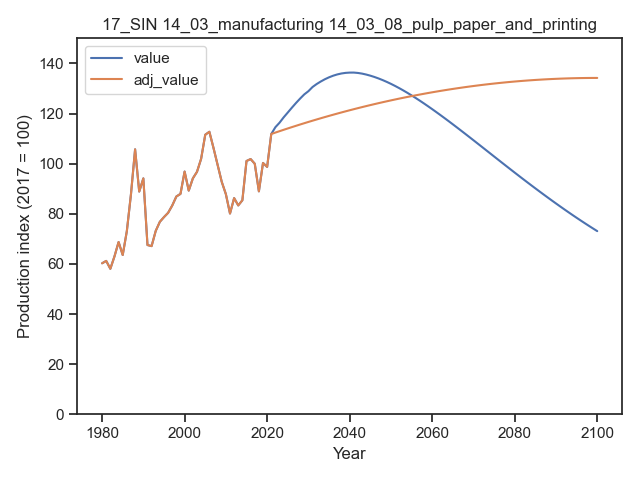 17_SIN 14_03_manufacturing 14_03_08_pulp_paper_and_printing
value
adj_value
Production index (2017 = 100)
140
120
100
80
60
40
20
0
1980 2000 2020 2040 2060 2080 2100
Year